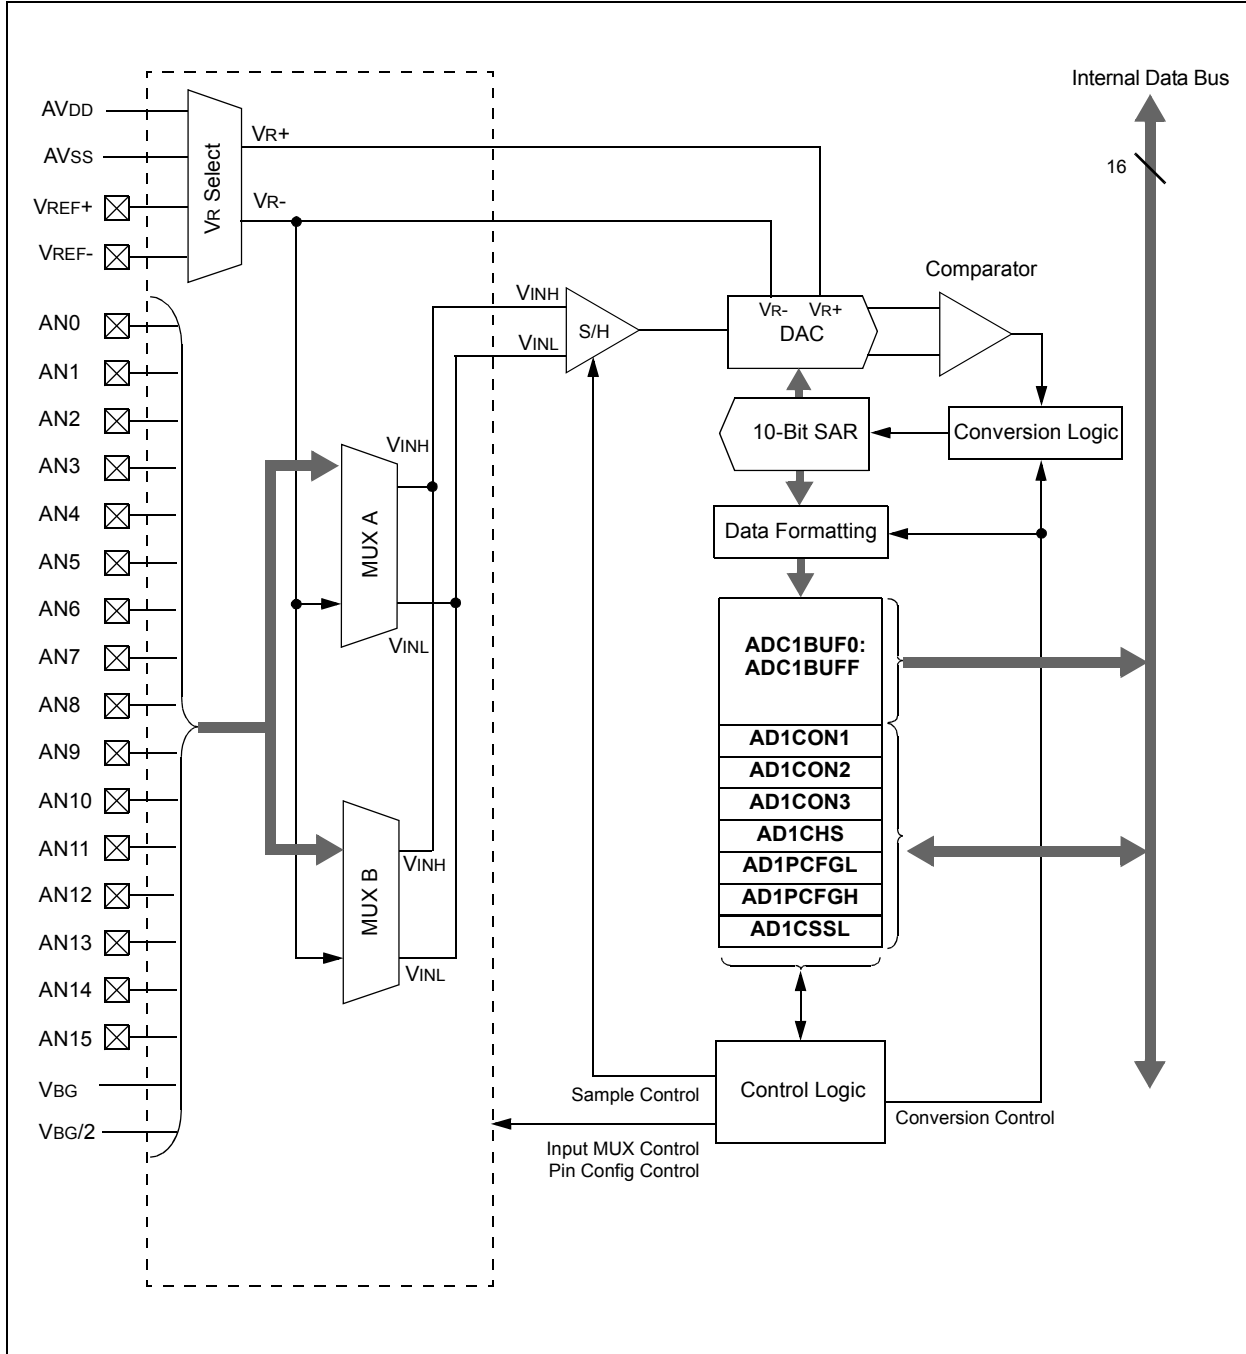 Internal Data Bus
16
AVDD
AVSS
VREF+
VREF-
VR Select
VR+
VR-
AN0
AN1
AN2
AN3
AN4
AN5
AN6
AN7
AN8
AN9
AN10
AN11
AN12
AN13
AN14
AN15
VBG
VBG/2
MUX A
VINH
VINL
MUX B
VINH
VINL
VINH
VINL
S/H
VR- VR+
DAC
Comparator
10-Bit SAR
Conversion Logic
Data Formatting
ADC1BUF0:
ADC1BUFF
AD1CON1
AD1CON2
AD1CON3
AD1CHS
AD1PCFGL
AD1PCFGH
AD1CSSL
Control Logic
Sample Control
Input MUX Control
Pin Config Control
Conversion Control